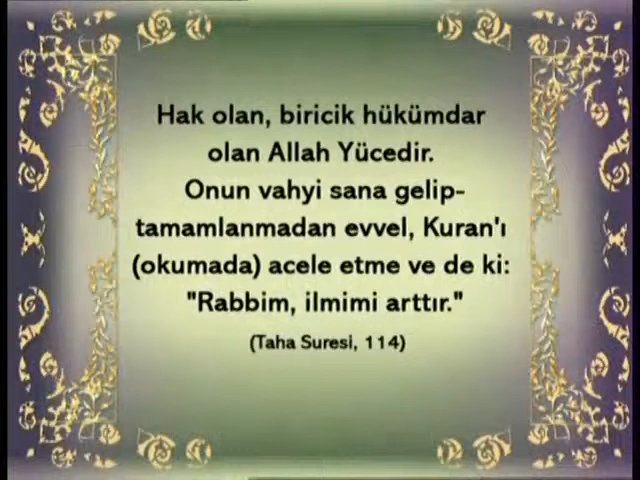 Hak olan, biricik hükümdar
olan Allah Yücedir.
Onun vahyi sana gelip-
tamamlanmadan evvel, Kuran'ı
(okumada) acele etme ve de ki:
"Rabbim, ilmimi arttır."
(Taha Suresi, 114)